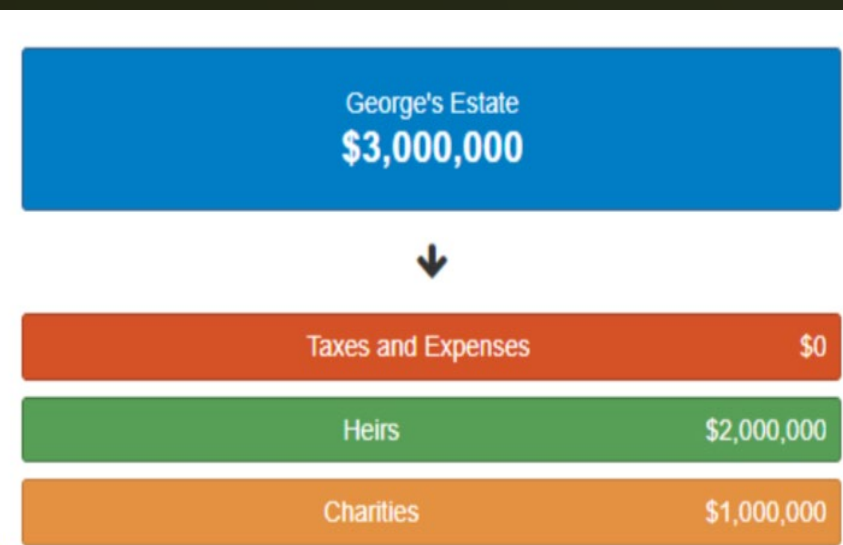 George's Estate
$3,000,000
Taxes and Expenses $0
Heirs $2,000,000
Charities $1,000,000